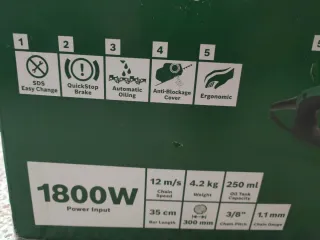 1 2 3 4 5
SDS Easy Change
QuickStop Brake
Automatic Oiling
Anti-Blockage Cover
Ergonomic
1800W
Power Input
12 m/s
Chain Speed
4.2 kg
Weight
250 ml
Oil Tank Capacity
35 cm
Bar Length
300 mm
3/8"
Chain Pitch
1,1 mm
Chain Gauge